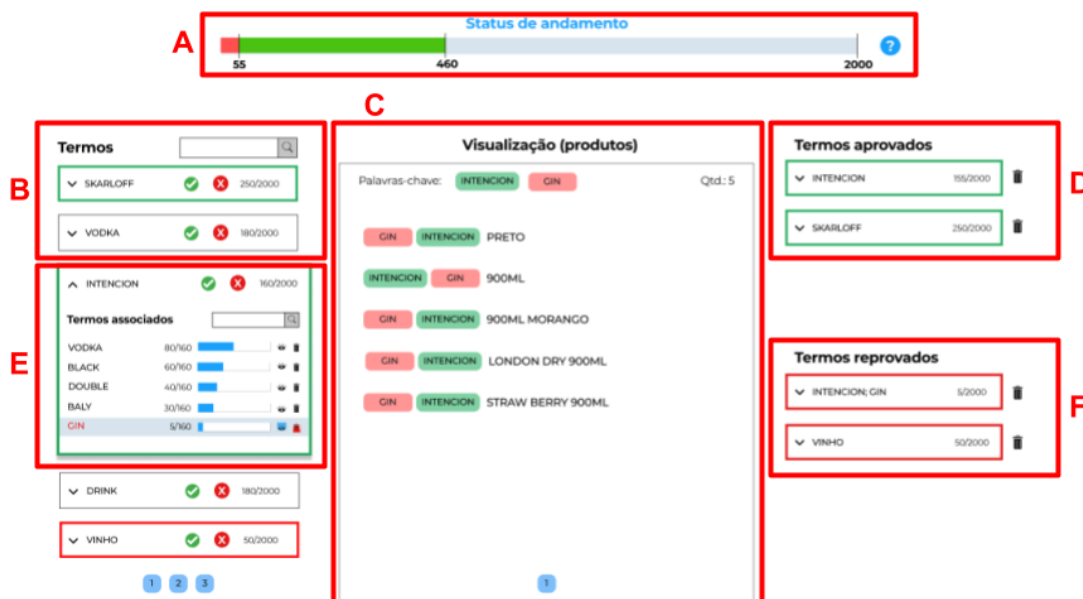 Status de andamento
A
55 460 2000
?
C
B
Termos
SKARLOFF 250/2000
VODKA 180/2000
E
INTENCION 160/2000
Termos associados
VODKA 80/160
BLACK 60/160
DOUBLE 40/160
BALY 30/160
GIN 5/160
DRINK 180/2000
VINHO 50/2000
1 2 3
Visualização (produtos)
Palavras-chave: INTENCION GIN Qtd.: 5
GIN INTENCION PRETO
INTENCION GIN 900ML
GIN INTENCION 900ML MORANGO
GIN INTENCION LONDON DRY 900ML
GIN INTENCION STRAW BERRY 900ML
1
D
Termos aprovados
INTENCION 155/2000
SKARLOFF 250/2000
F
Termos reprovados
INTENCION; GIN 5/2000
VINHO 50/2000